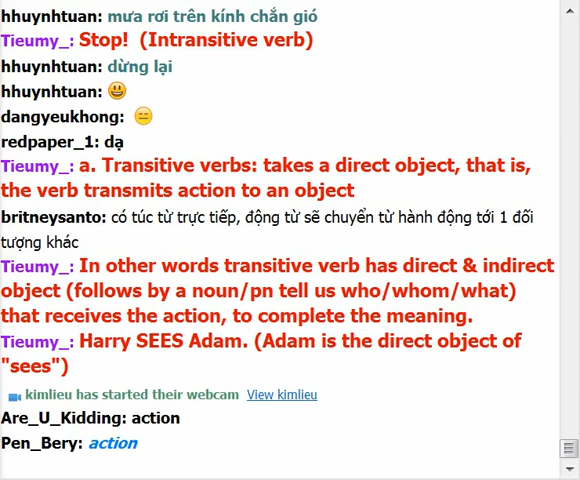 hhuynhtuan: mưa rơi trên kính chắn gió
Tieumy_: Stop!  (Intransitive verb)
hhuynhtuan: dừng lại
hhuynhtuan: 😃
dangyeukhong: 😑
redpaper_1: dạ
Tieumy_: a. Transitive verbs: takes a direct object, that is,
the verb transmits action to an object
britneysanto: có túc từ trực tiếp, động từ sẽ chuyển từ hành động tới 1 đối
tượng khác
Tieumy_: In other words transitive verb has direct & indirect
object (follows by a noun/pn tell us who/whom/what)
that receives the action, to complete the meaning.
Tieumy_: Harry SEES Adam. (Adam is the direct object of
"sees")
kimlieu has started their webcam  View kimlieu
Are_U_Kidding: action
Pen_Bery: action